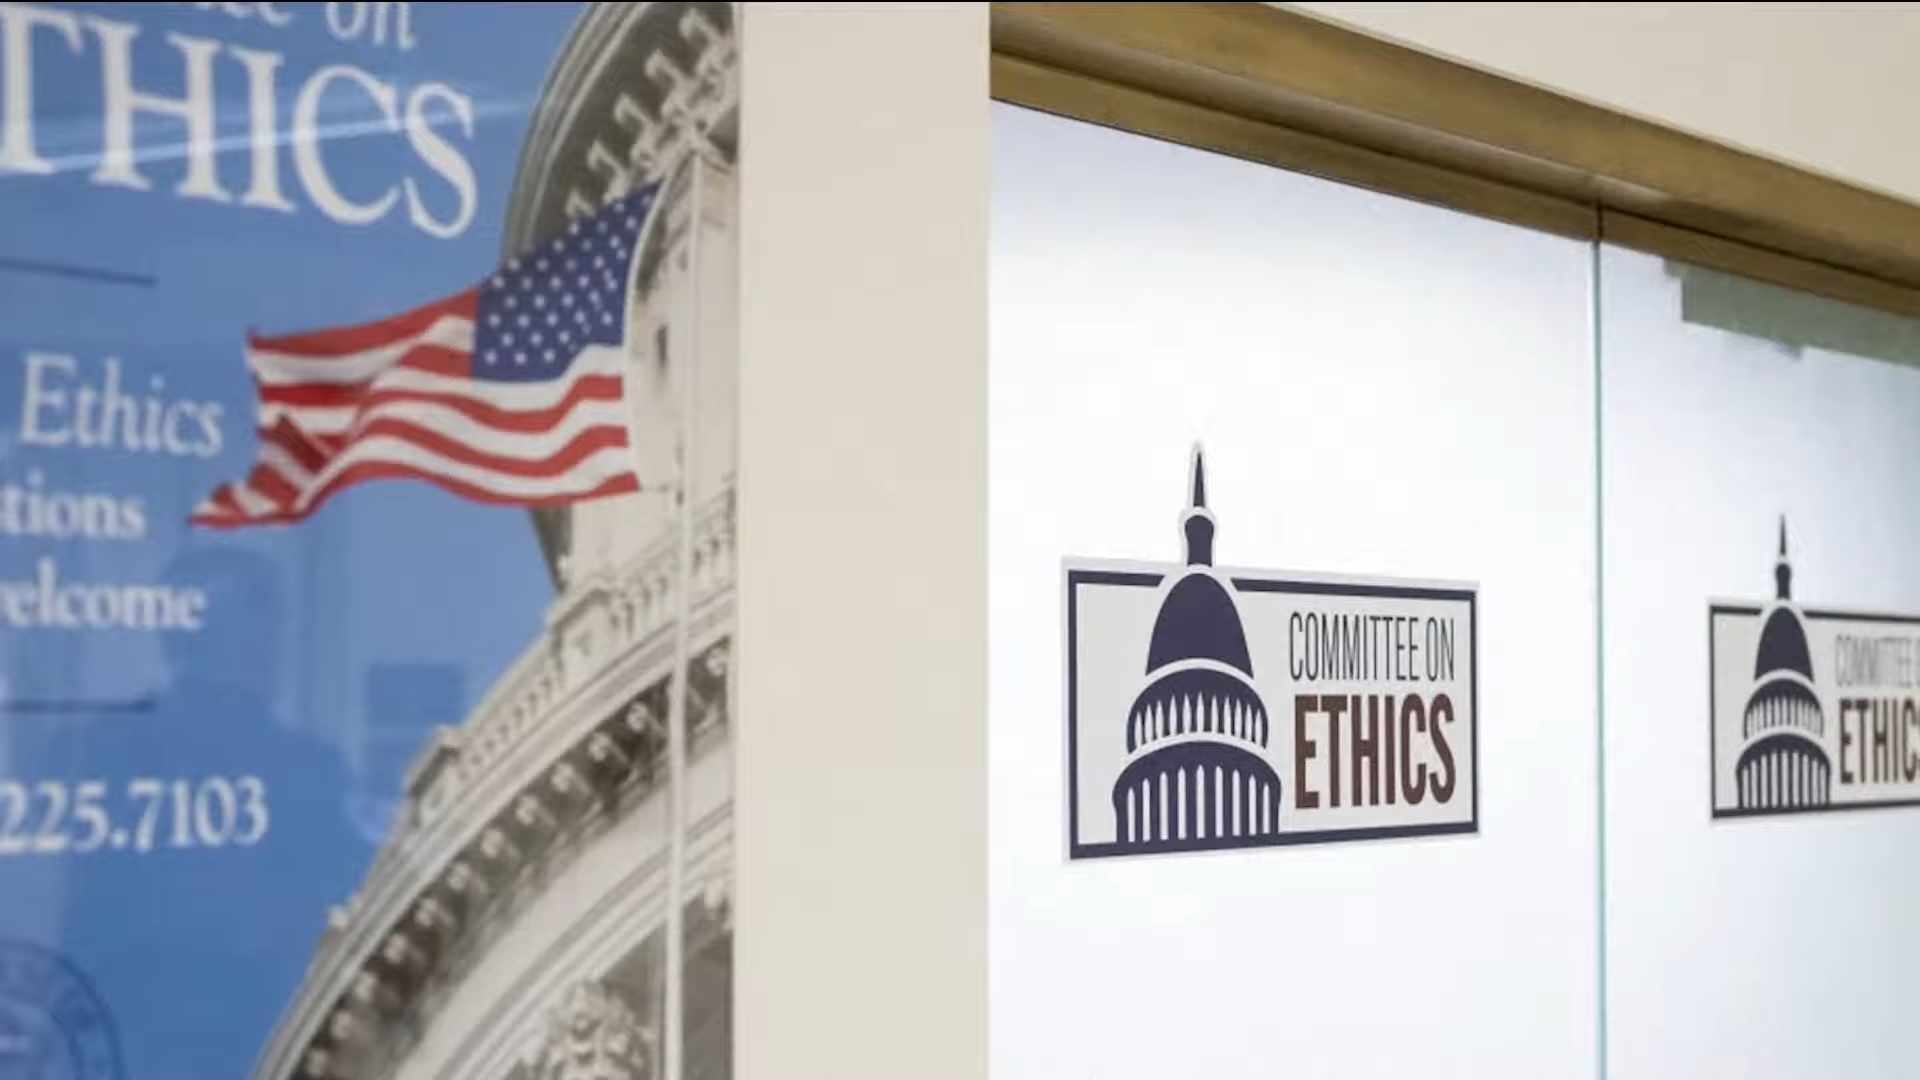 on
THICS
Ethics
tions
elcome
225.7103
COMMITTEE ON
ETHICS
COMMITTEE
ETHICS